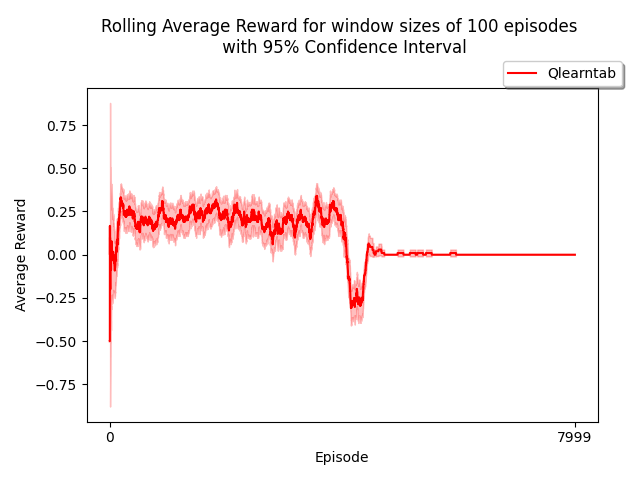 Rolling Average Reward for window sizes of 100 episodes
with 95% Confidence Interval
Qlearntab
0.75
0.50
0.25
0.00
−0.25
−0.50
−0.75
Average Reward
0
7999
Episode